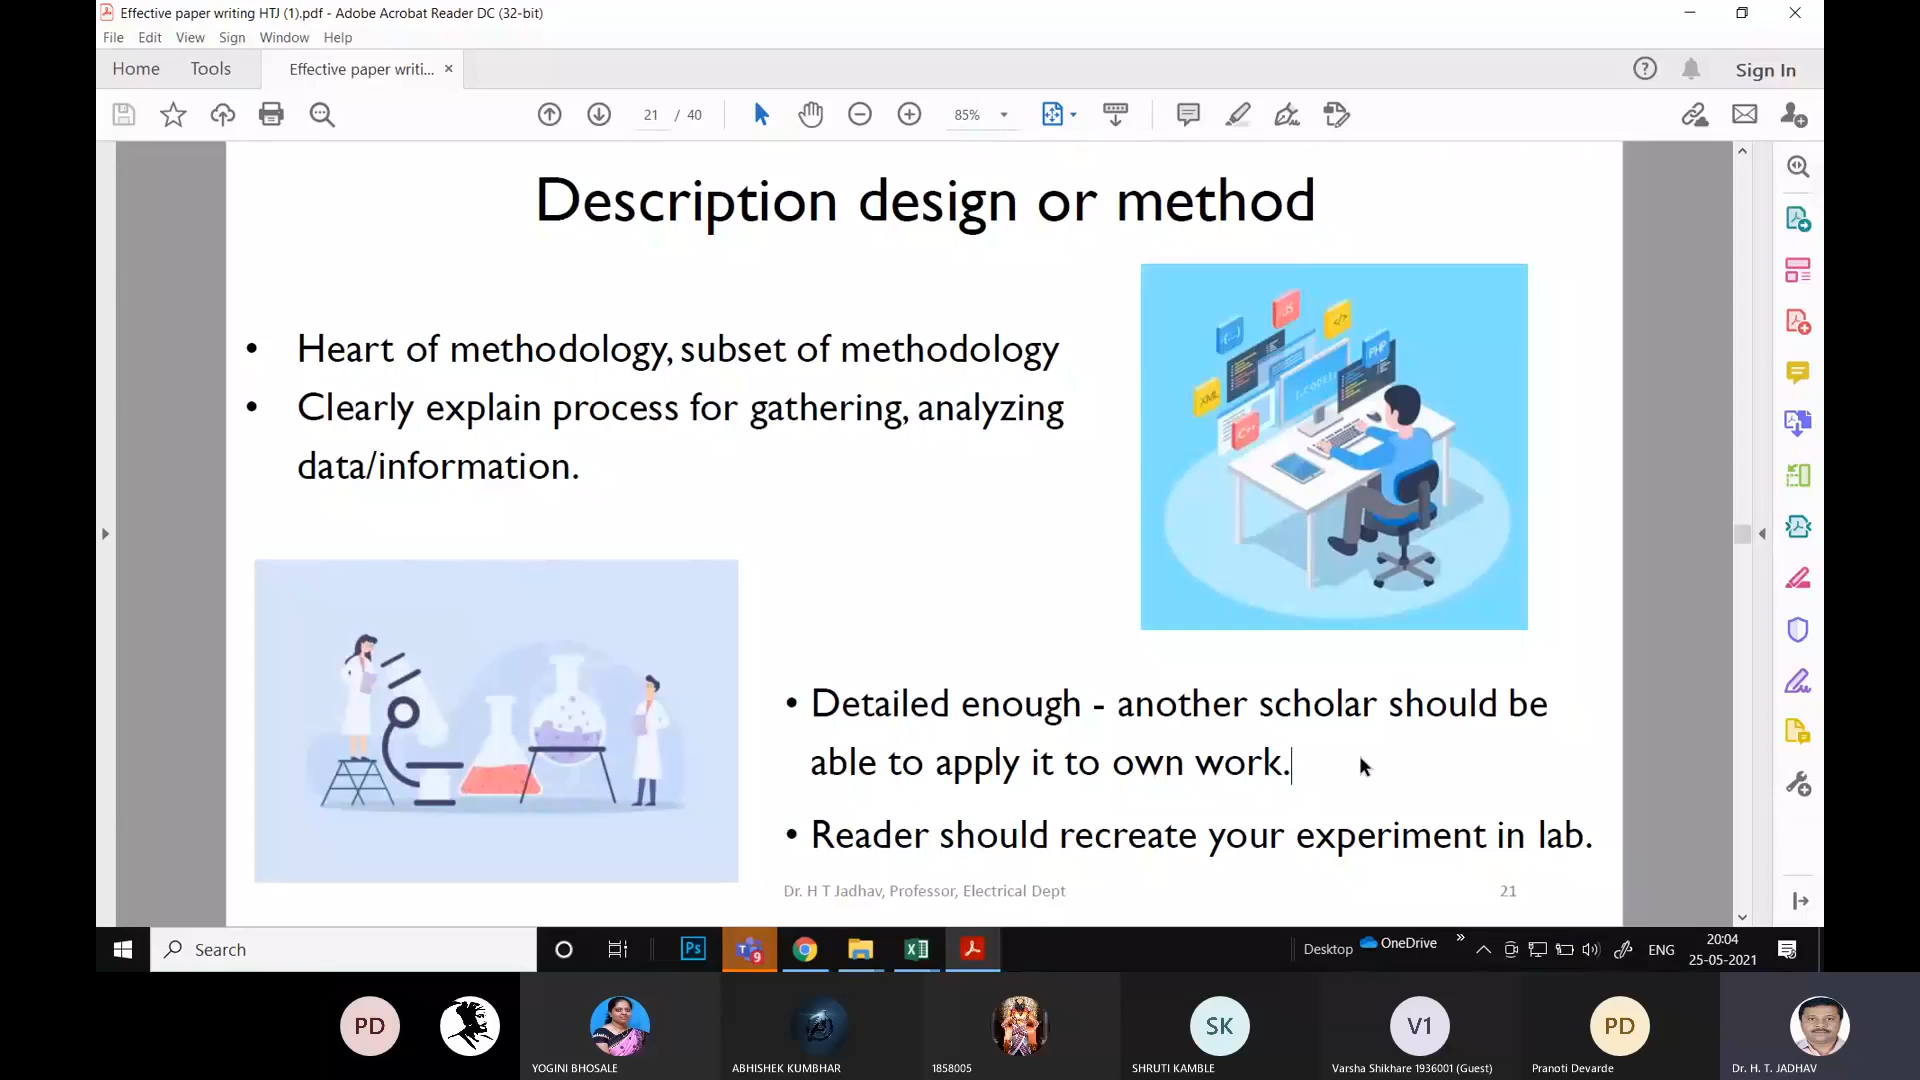 Effective paper writing HTJ (1).pdf - Adobe Acrobat Reader DC (32-bit)
File Edit View Sign Window Help
Home Tools Effective paper writi... × Sign In
21 / 40 85%
Description design or method
• Heart of methodology, subset of methodology
• Clearly explain process for gathering, analyzing
data/information.
JS
{...}
</>
PHP
XML
C++
• Detailed enough - another scholar should be
able to apply it to own work.
• Reader should recreate your experiment in lab.
Dr. H T Jadhav, Professor, Electrical Dept 21
Search Ps T 9 Desktop OneDrive » ENG 20:04
25-05-2021
PD SK V1 PD
YOGINI BHOSALE ABHISHEK KUMBHAR 1858005 SHRUTI KAMBLE Varsha Shikhare 1936001 (Guest) Pranoti Devarde Dr. H. T. JADHAV